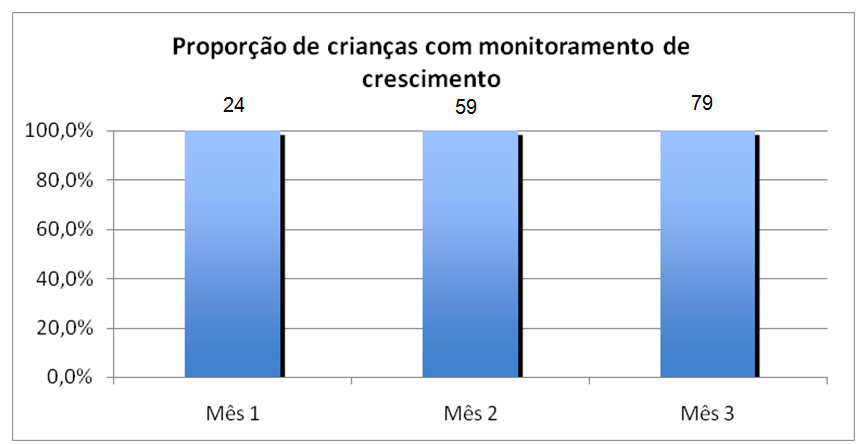 Proporção de crianças com monitoramento de
crescimento
24 59 79
100,0%
80,0%
60,0%
40,0%
20,0%
0,0%
Mês 1 Mês 2 Mês 3